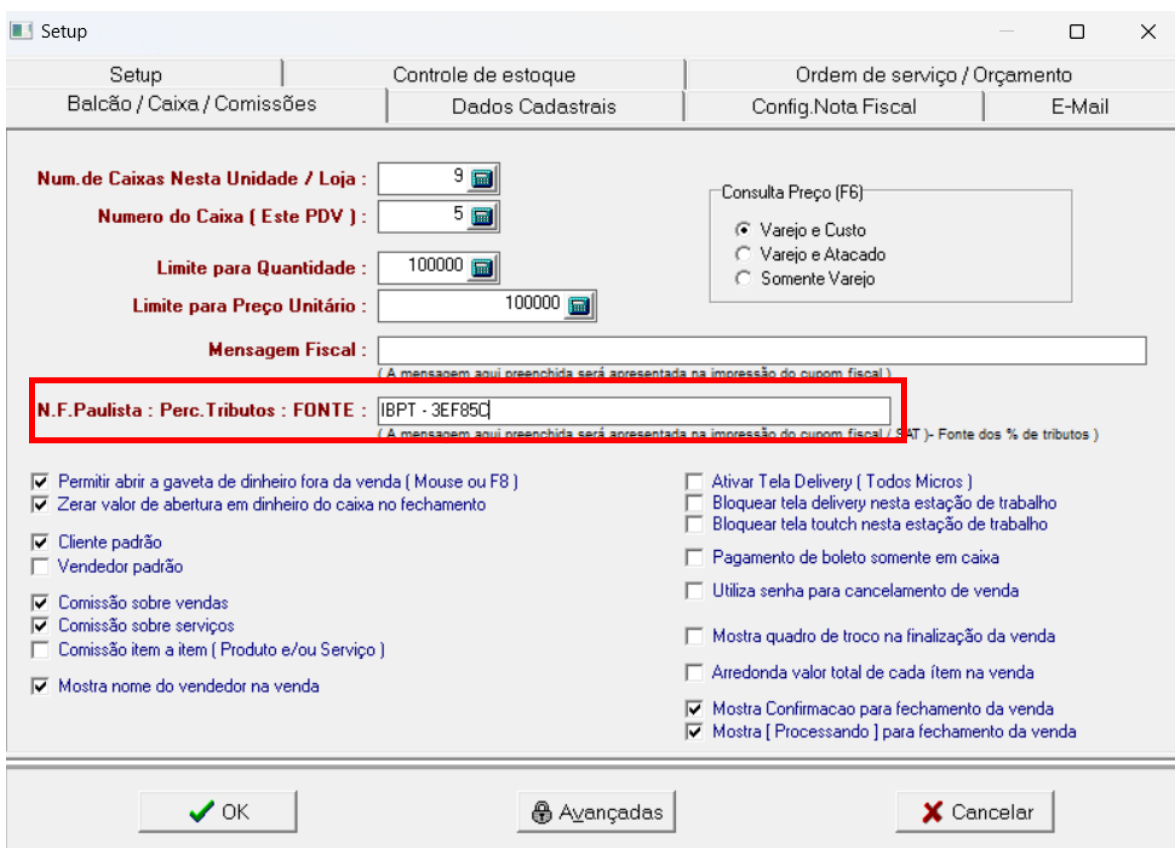 Setup
Setup Controle de estoque Ordem de serviço / Orçamento
Balcão / Caixa / Comissões Dados Cadastrais Config.Nota Fiscal E-Mail
Num.de Caixas Nesta Unidade / Loja : 9
Numero do Caixa ( Este PDV ) : 5
Limite para Quantidade : 100000
Limite para Preço Unitário : 100000
Consulta Preço (F6)
Varejo e Custo
Varejo e Atacado
Somente Varejo
Mensagem Fiscal :
( A mensagem aqui preenchida será apresentada na impressão do cupom fiscal )
N.F.Paulista : Perc.Tributos : FONTE : IBPT - 3EF85C
( A mensagem aqui preenchida será apresentada na impressão do cupom fiscal / SAT )- Fonte dos % de tributos )
Permitir abrir a gaveta de dinheiro fora da venda ( Mouse ou F8 )
Zerar valor de abertura em dinheiro do caixa no fechamento
Cliente padrão
Vendedor padrão
Comissão sobre vendas
Comissão sobre serviços
Comissão item a item ( Produto e/ou Serviço )
Mostra nome do vendedor na venda
Ativar Tela Delivery ( Todos Micros )
Bloquear tela delivery nesta estação de trabalho
Bloquear tela toutch nesta estação de trabalho
Pagamento de boleto somente em caixa
Utiliza senha para cancelamento de venda
Mostra quadro de troco na finalização da venda
Arredonda valor total de cada ítem na venda
Mostra Confirmacao para fechamento da venda
Mostra [ Processando ] para fechamento da venda
OK Avançadas Cancelar